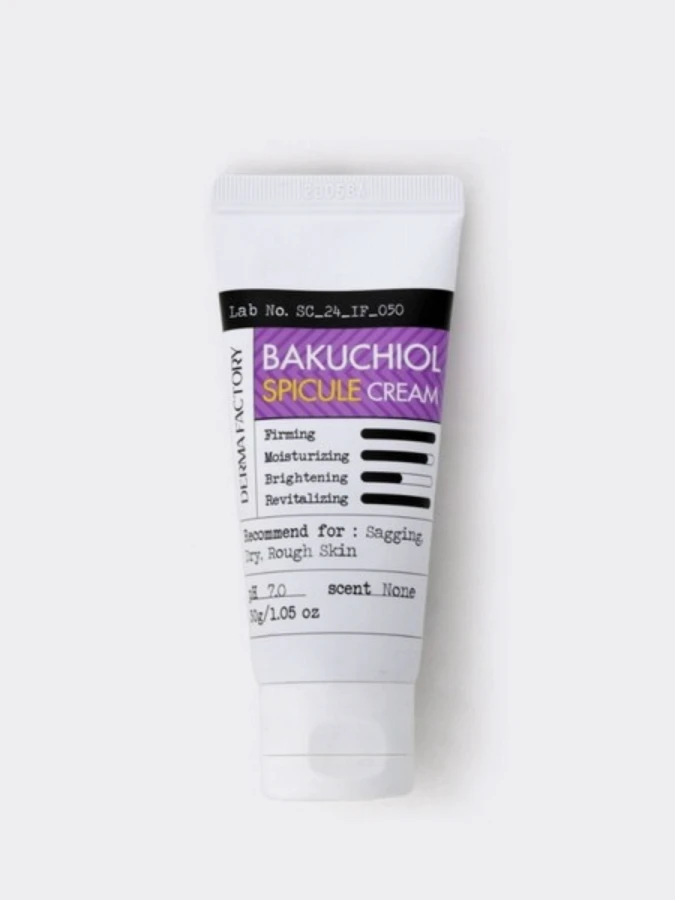 Lab No. SC_24_IF_050
DERMA FACTORY
BAKUCHIOL
SPICULE CREAM
Firming
Moisturizing
Brightening
Revitalizing
Recommend for : Sagging,
Dry, Rough Skin
pH 7.0 scent None
30g/1.05 oz